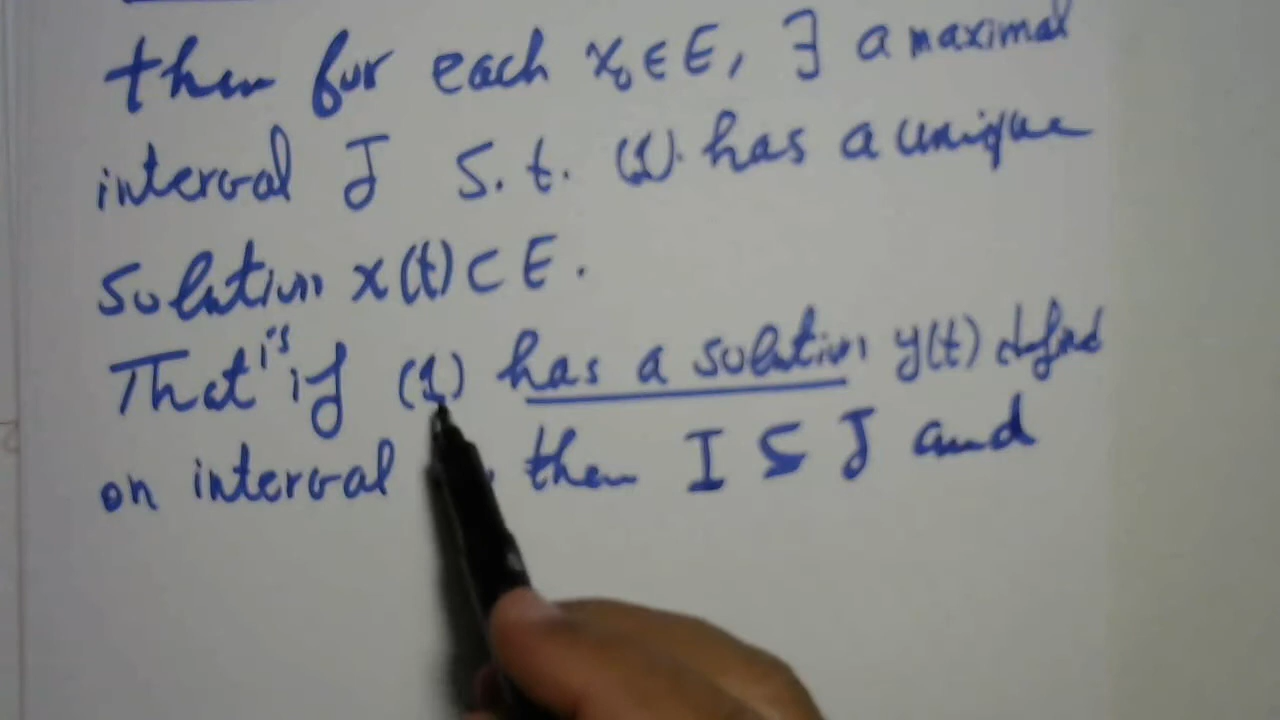 then for each x₀ ∈ E, ∃ a maximal
interval J s.t. (1) has a unique
solution x(t) ⊂ E.
That is if (1) has a solution y(t) defined
on interval , then I ⊆ J and